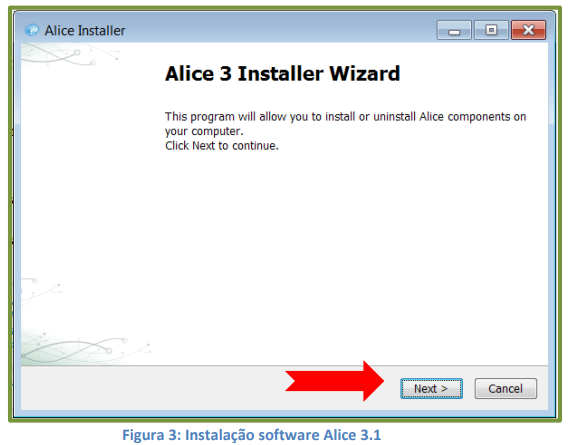 Alice Installer
Alice 3 Installer Wizard
This program will allow you to install or uninstall Alice components on
your computer.
Click Next to continue.
Next >
Cancel
Figura 3: Instalação software Alice 3.1